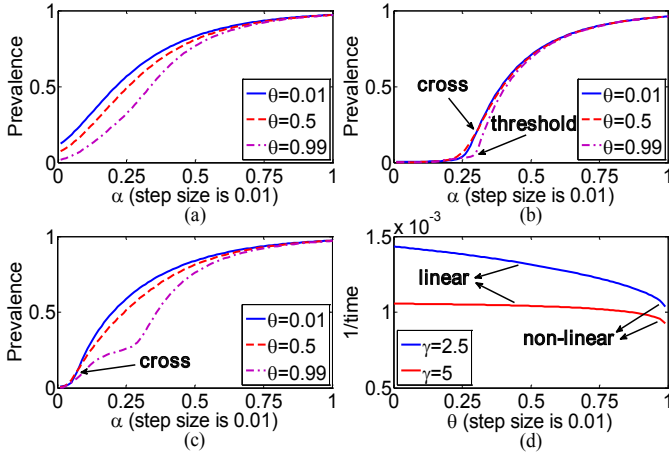 Prevalence
1
0.5
0
0
0.25
0.5
0.75
1
θ=0.01
θ=0.5
θ=0.99
α (step size is 0.01)
(a)
Prevalence
1
0.5
0
0
0.25
0.5
0.75
1
cross
threshold
θ=0.01
θ=0.5
θ=0.99
α (step size is 0.01)
(b)
Prevalence
1
0.5
0
0
0.25
0.5
0.75
1
cross
θ=0.01
θ=0.5
θ=0.99
α (step size is 0.01)
(c)
x 10⁻³
1/time
1.5
1
0.5
0
0.25
0.5
0.75
1
linear
non-linear
γ=2.5
γ=5
θ (step size is 0.01)
(d)